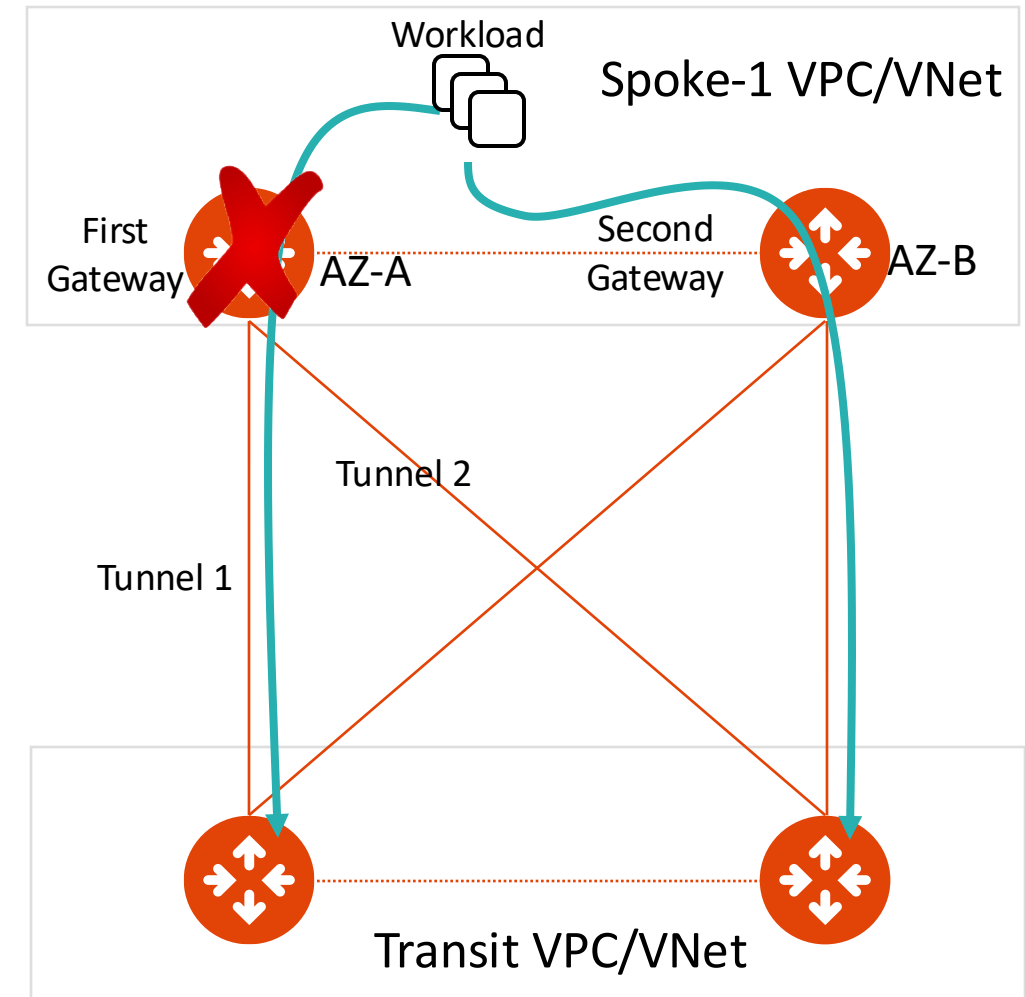 Workload
Spoke-1 VPC/VNet
First
Gateway
AZ-A
Second
Gateway
AZ-B
Tunnel 2
Tunnel 1
Transit VPC/VNet